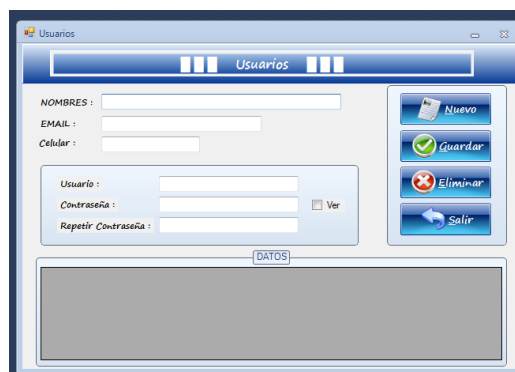 Usuarios
Usuarios
NOMBRES :
EMAIL :
Celular :
Usuario :
Contraseña :
Ver
Repetir Contraseña :
Nuevo
Guardar
Eliminar
Salir
DATOS